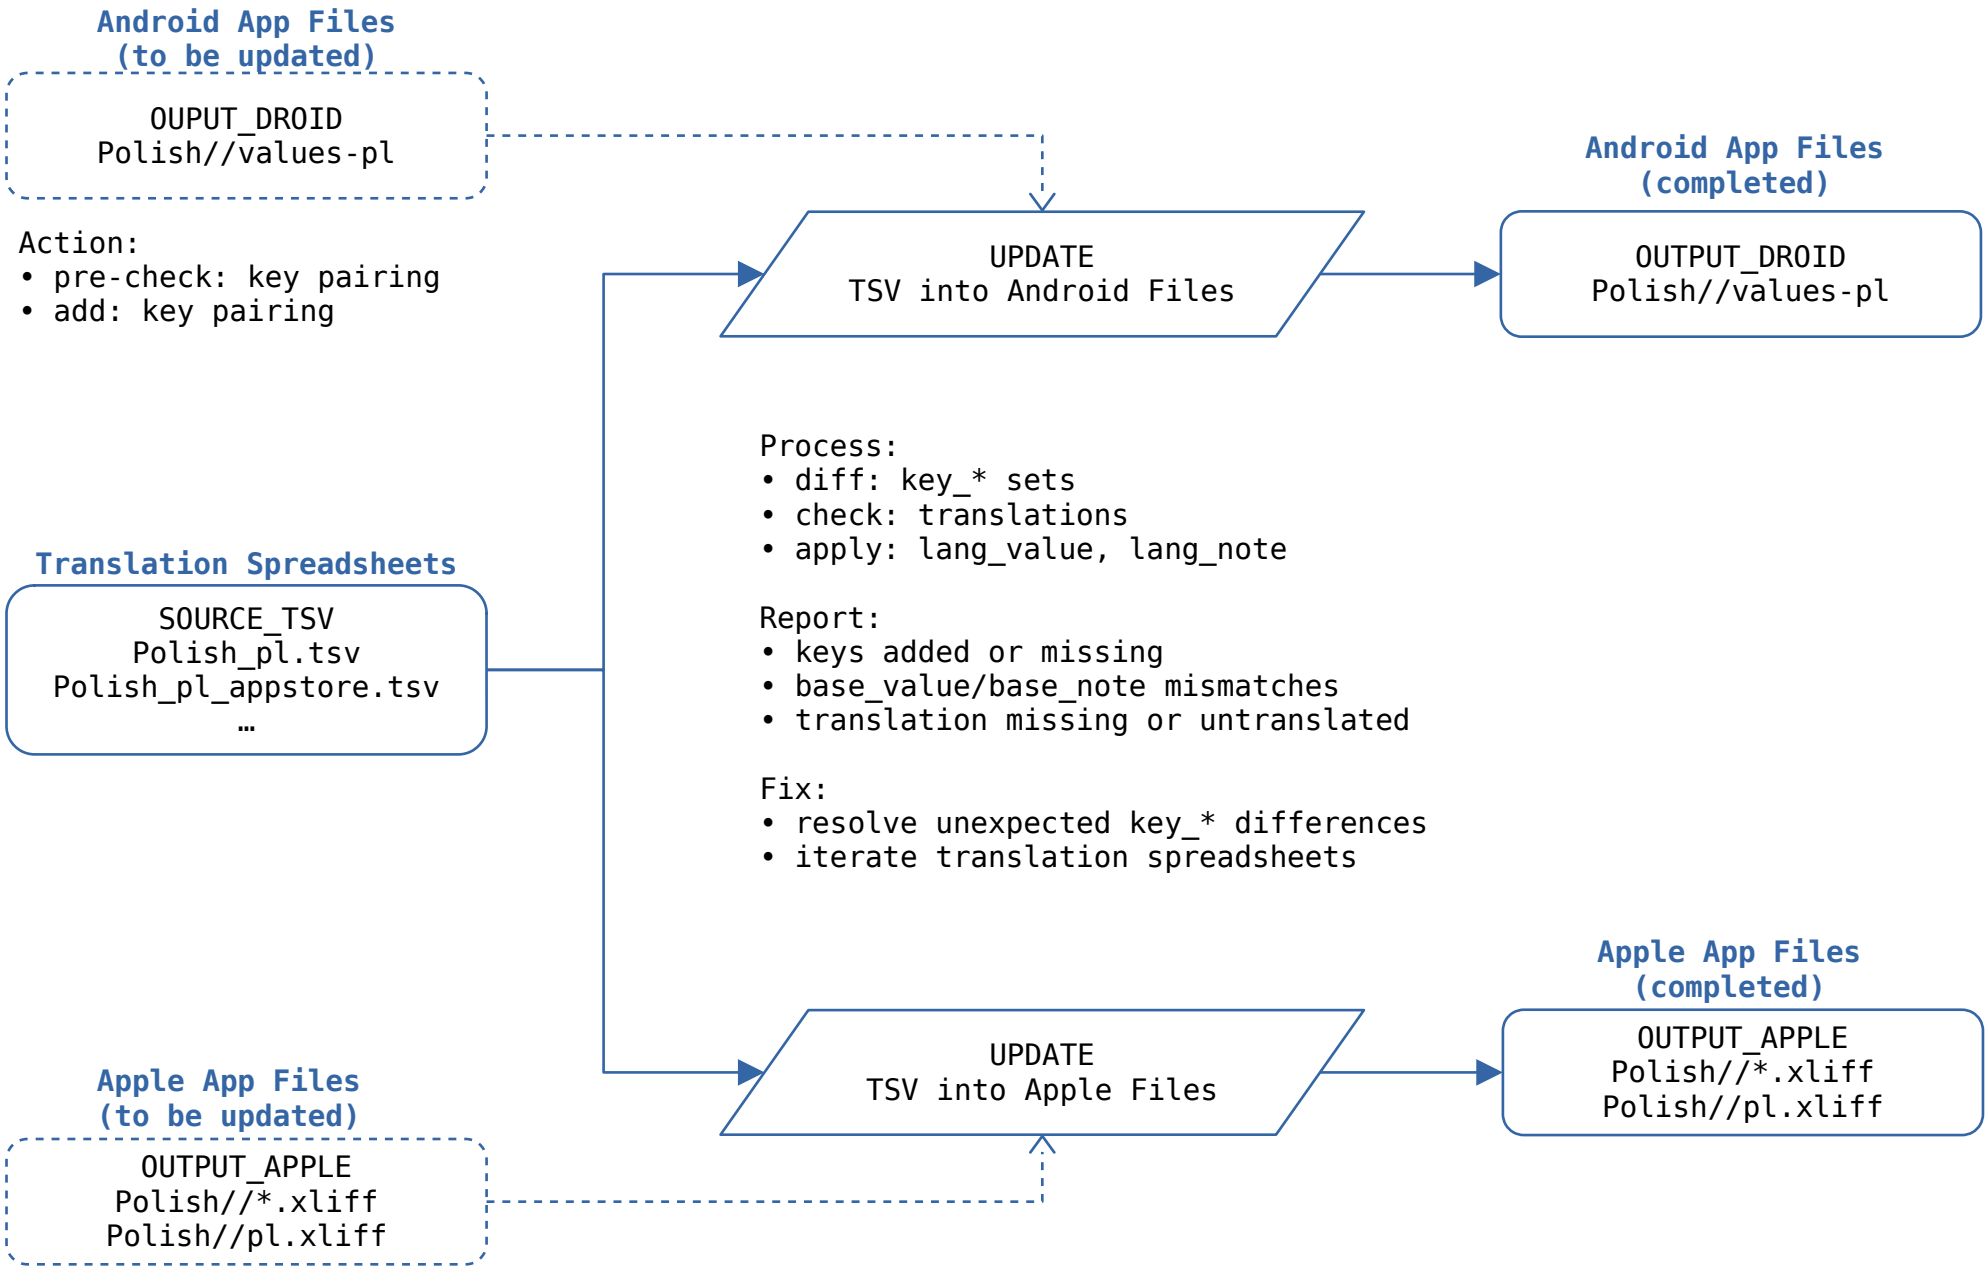 Android App Files
(to be updated)
OUPUT_DROID
Polish//values-pl
Action:
• pre-check: key pairing
• add: key pairing
UPDATE
TSV into Android Files
Android App Files
(completed)
OUTPUT_DROID
Polish//values-pl
Process:
• diff: key_* sets
• check: translations
• apply: lang_value, lang_note
Report:
• keys added or missing
• base_value/base_note mismatches
• translation missing or untranslated
Fix:
• resolve unexpected key_* differences
• iterate translation spreadsheets
Translation Spreadsheets
SOURCE_TSV
Polish_pl.tsv
Polish_pl_appstore.tsv
…
Apple App Files
(to be updated)
OUTPUT_APPLE
Polish//*.xliff
Polish//pl.xliff
UPDATE
TSV into Apple Files
Apple App Files
(completed)
OUTPUT_APPLE
Polish//*.xliff
Polish//pl.xliff